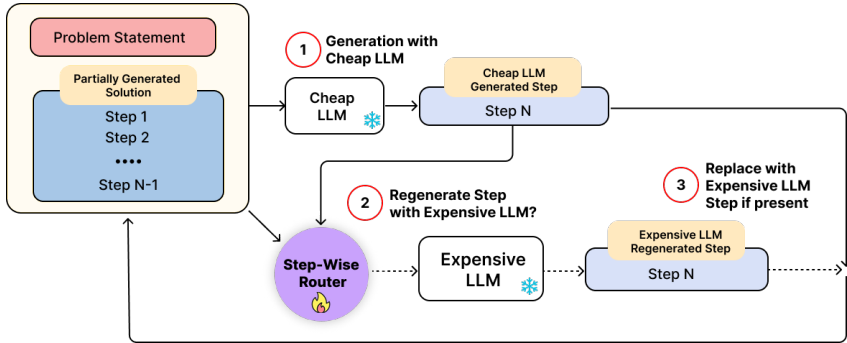 Problem Statement
Partially Generated
Solution
Step 1
Step 2
••••
Step N-1
1
Generation with
Cheap LLM
Cheap
LLM
Cheap LLM
Generated Step
Step N
2
Regenerate Step
with Expensive LLM?
3
Replace with
Expensive LLM
Step if present
Step-Wise
Router
Expensive
LLM
Expensive LLM
Regenerated Step
Step N